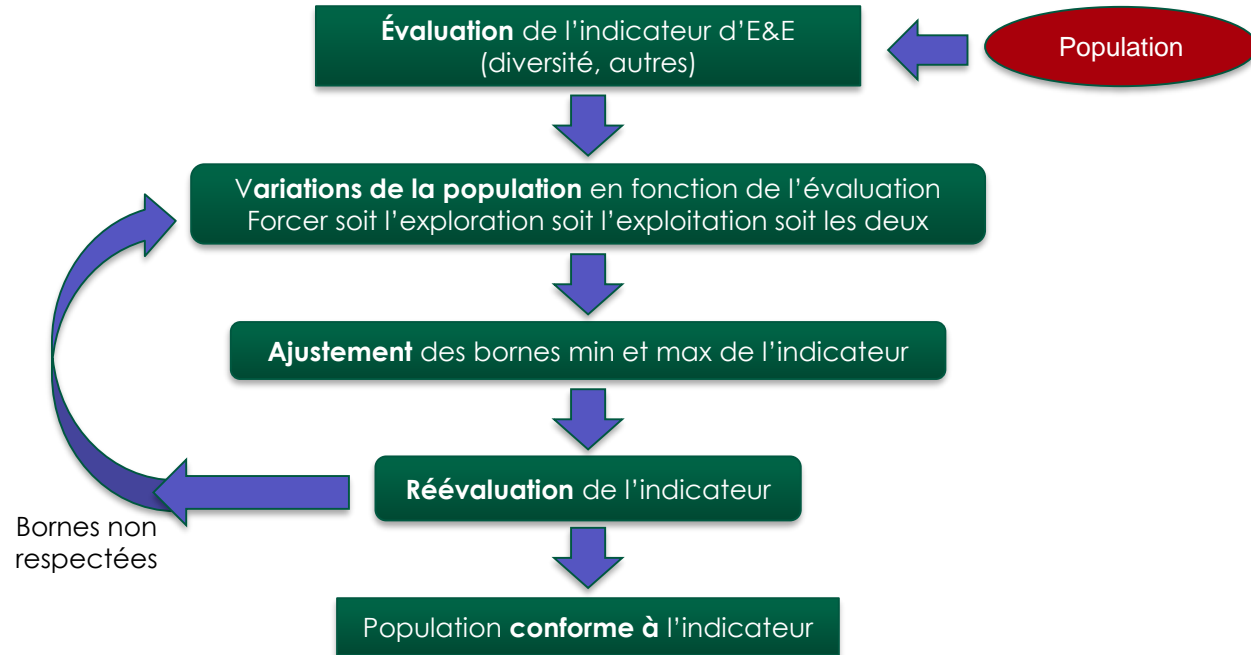 Évaluation de l’indicateur d’E&E
(diversité, autres)
Population
Variations de la population en fonction de l’évaluation
Forcer soit l’exploration soit l’exploitation soit les deux
Ajustement des bornes min et max de l’indicateur
Réévaluation de l’indicateur
Bornes non
respectées
Population conforme à l’indicateur